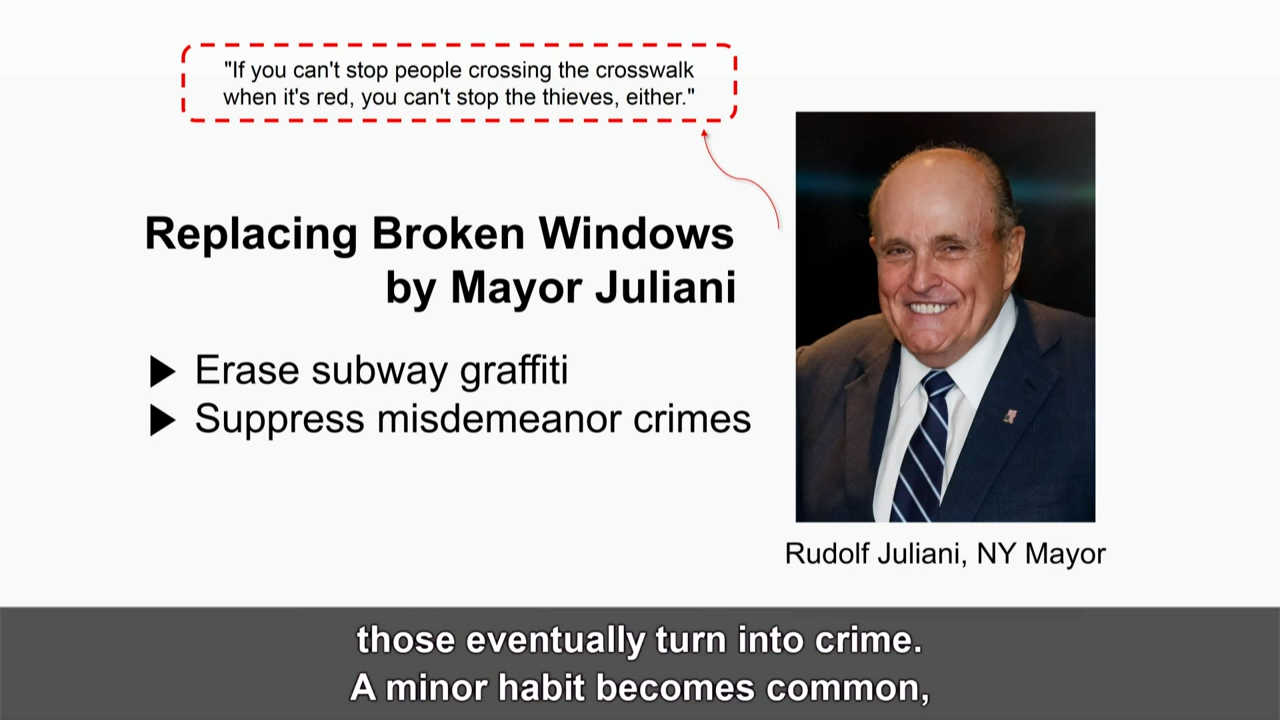 "If you can't stop people crossing the crosswalk
when it's red, you can't stop the thieves, either."
Replacing Broken Windows
by Mayor Juliani
▶ Erase subway graffiti
▶ Suppress misdemeanor crimes
Rudolf Juliani, NY Mayor
those eventually turn into crime.
A minor habit becomes common,